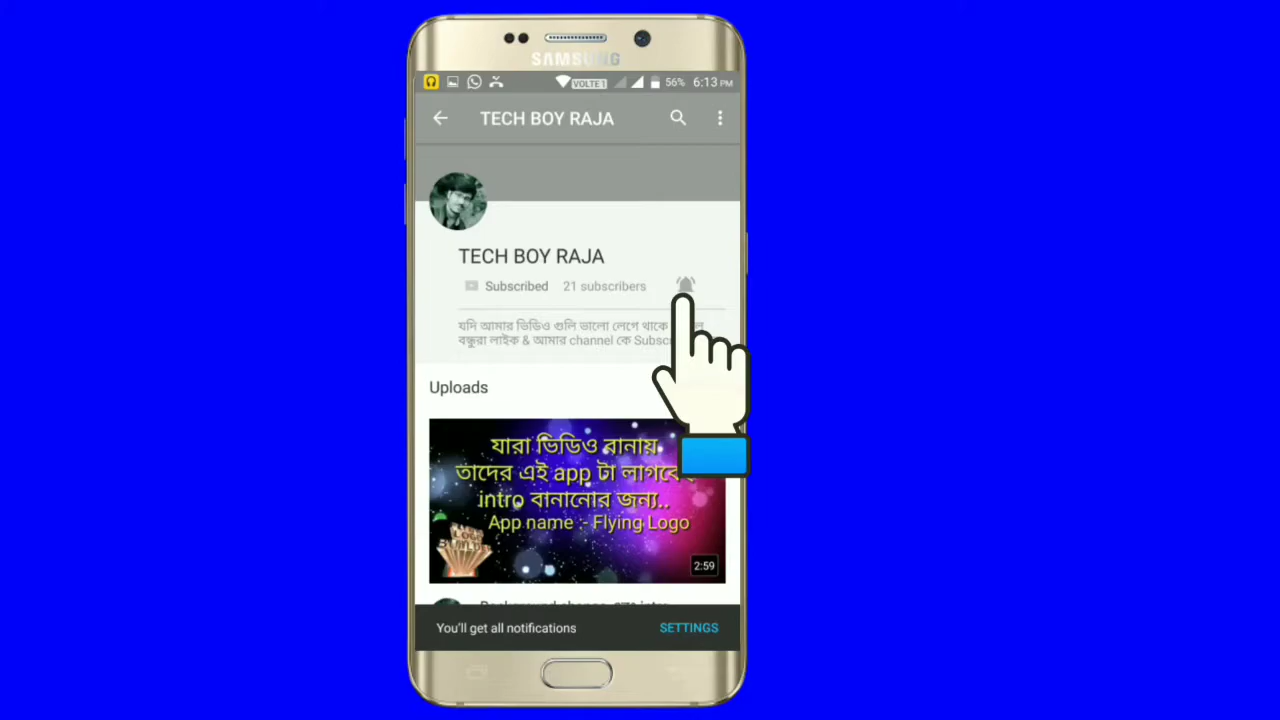 SAMSUNG
VOLTE 1 56% 6:13 PM
TECH BOY RAJA
TECH BOY RAJA
Subscribed 21 subscribers
যদি আমার ভিডিও গুলি ভালো লেগে থাকে
বন্ধুরা লাইক & আমার channel কে
Uploads
যারা ভিডিও বানায়
তাদের এই app টা লাগবে
intro বানানোর জন্য..
App name :- Flying Logo
2:59
You'll get all notifications SETTINGS